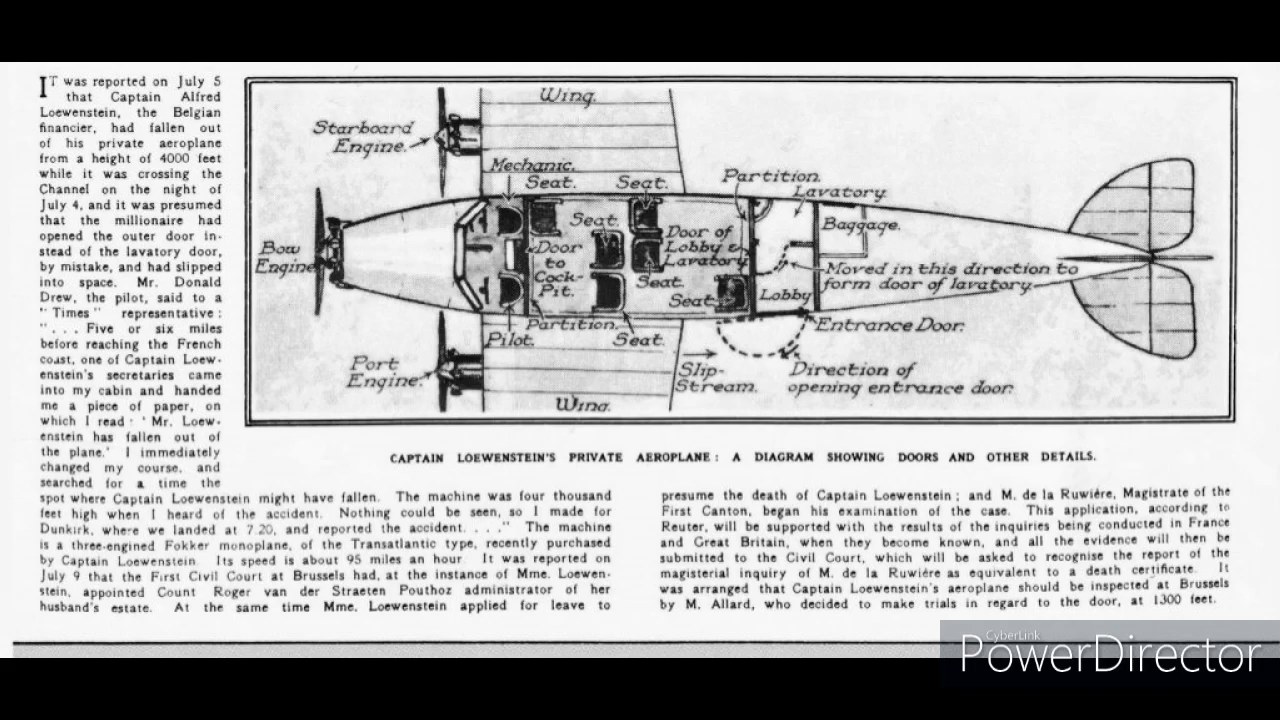 IT was reported on July 5
that Captain Alfred
Loewenstein, the Belgian
financier, had fallen out
of his private aeroplane
from a height of 4000 feet
while it was crossing the
Channel on the night of
July 4, and it was presumed
that the millionaire had
opened the outer door in-
stead of the lavatory door,
by mistake, and had slipped
into space. Mr. Donald
Drew, the pilot, said to a
"Times" representative:
". . . Five or six miles
before reaching the French
coast, one of Captain Loew-
enstein's secretaries came
into my cabin and handed
me a piece of paper, on
which I read: 'Mr. Loew-
enstein has fallen out of
the plane.' I immediately
changed my course, and
searched for a time the
spot where Captain Loewenstein might have fallen. The machine was four thousand
feet high when I heard of the accident. Nothing could be seen, so I made for
Dunkirk, where we landed at 7.20, and reported the accident. . . ." The machine
is a three-engined Fokker monoplane, of the Transatlantic type, recently purchased
by Captain Loewenstein. Its speed is about 95 miles an hour. It was reported on
July 9 that the First Civil Court at Brussels had, at the instance of Mme. Loewen-
stein, appointed Count Roger van der Straeten Pouthoz administrator of her
husband's estate. At the same time Mme. Loewenstein applied for leave to
Wing.
Starboard
Engine.
Mechanic.
Seat.
Seat.
Partition.
Lavatory
Seat.
Door of
Lobby &
Lavatory
Baggage.
Bow
Engine
Door
to
Cock-
Pit.
Seat.
Seat
Lobby
Moved in this direction to
form door of lavatory
Pilot.
Partition.
Seat.
Entrance Door.
Port
Engine.
Slip-
Stream.
Direction of
opening entrance door.
Wing.
CAPTAIN LOEWENSTEIN'S PRIVATE AEROPLANE: A DIAGRAM SHOWING DOORS AND OTHER DETAILS.
presume the death of Captain Loewenstein; and M. de la Ruwière, Magistrate of the
First Canton, began his examination of the case. This application, according to
Reuter, will be supported with the results of the inquiries being conducted in France
and Great Britain, when they become known, and all the evidence will then be
submitted to the Civil Court, which will be asked to recognise the report of the
magisterial inquiry of M. de la Ruwière as equivalent to a death certificate. It
was arranged that Captain Loewenstein's aeroplane should be inspected at Brussels
by M. Allard, who decided to make trials in regard to the door, at 1300 feet.
CyberLink
PowerDirector